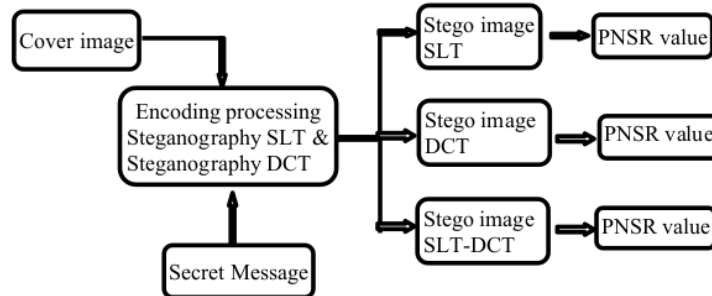 Cover image
Encoding processing
Steganography SLT &
Steganography DCT
Secret Message
Stego image
SLT
PNSR value
Stego image
DCT
PNSR value
Stego image
SLT-DCT
PNSR value